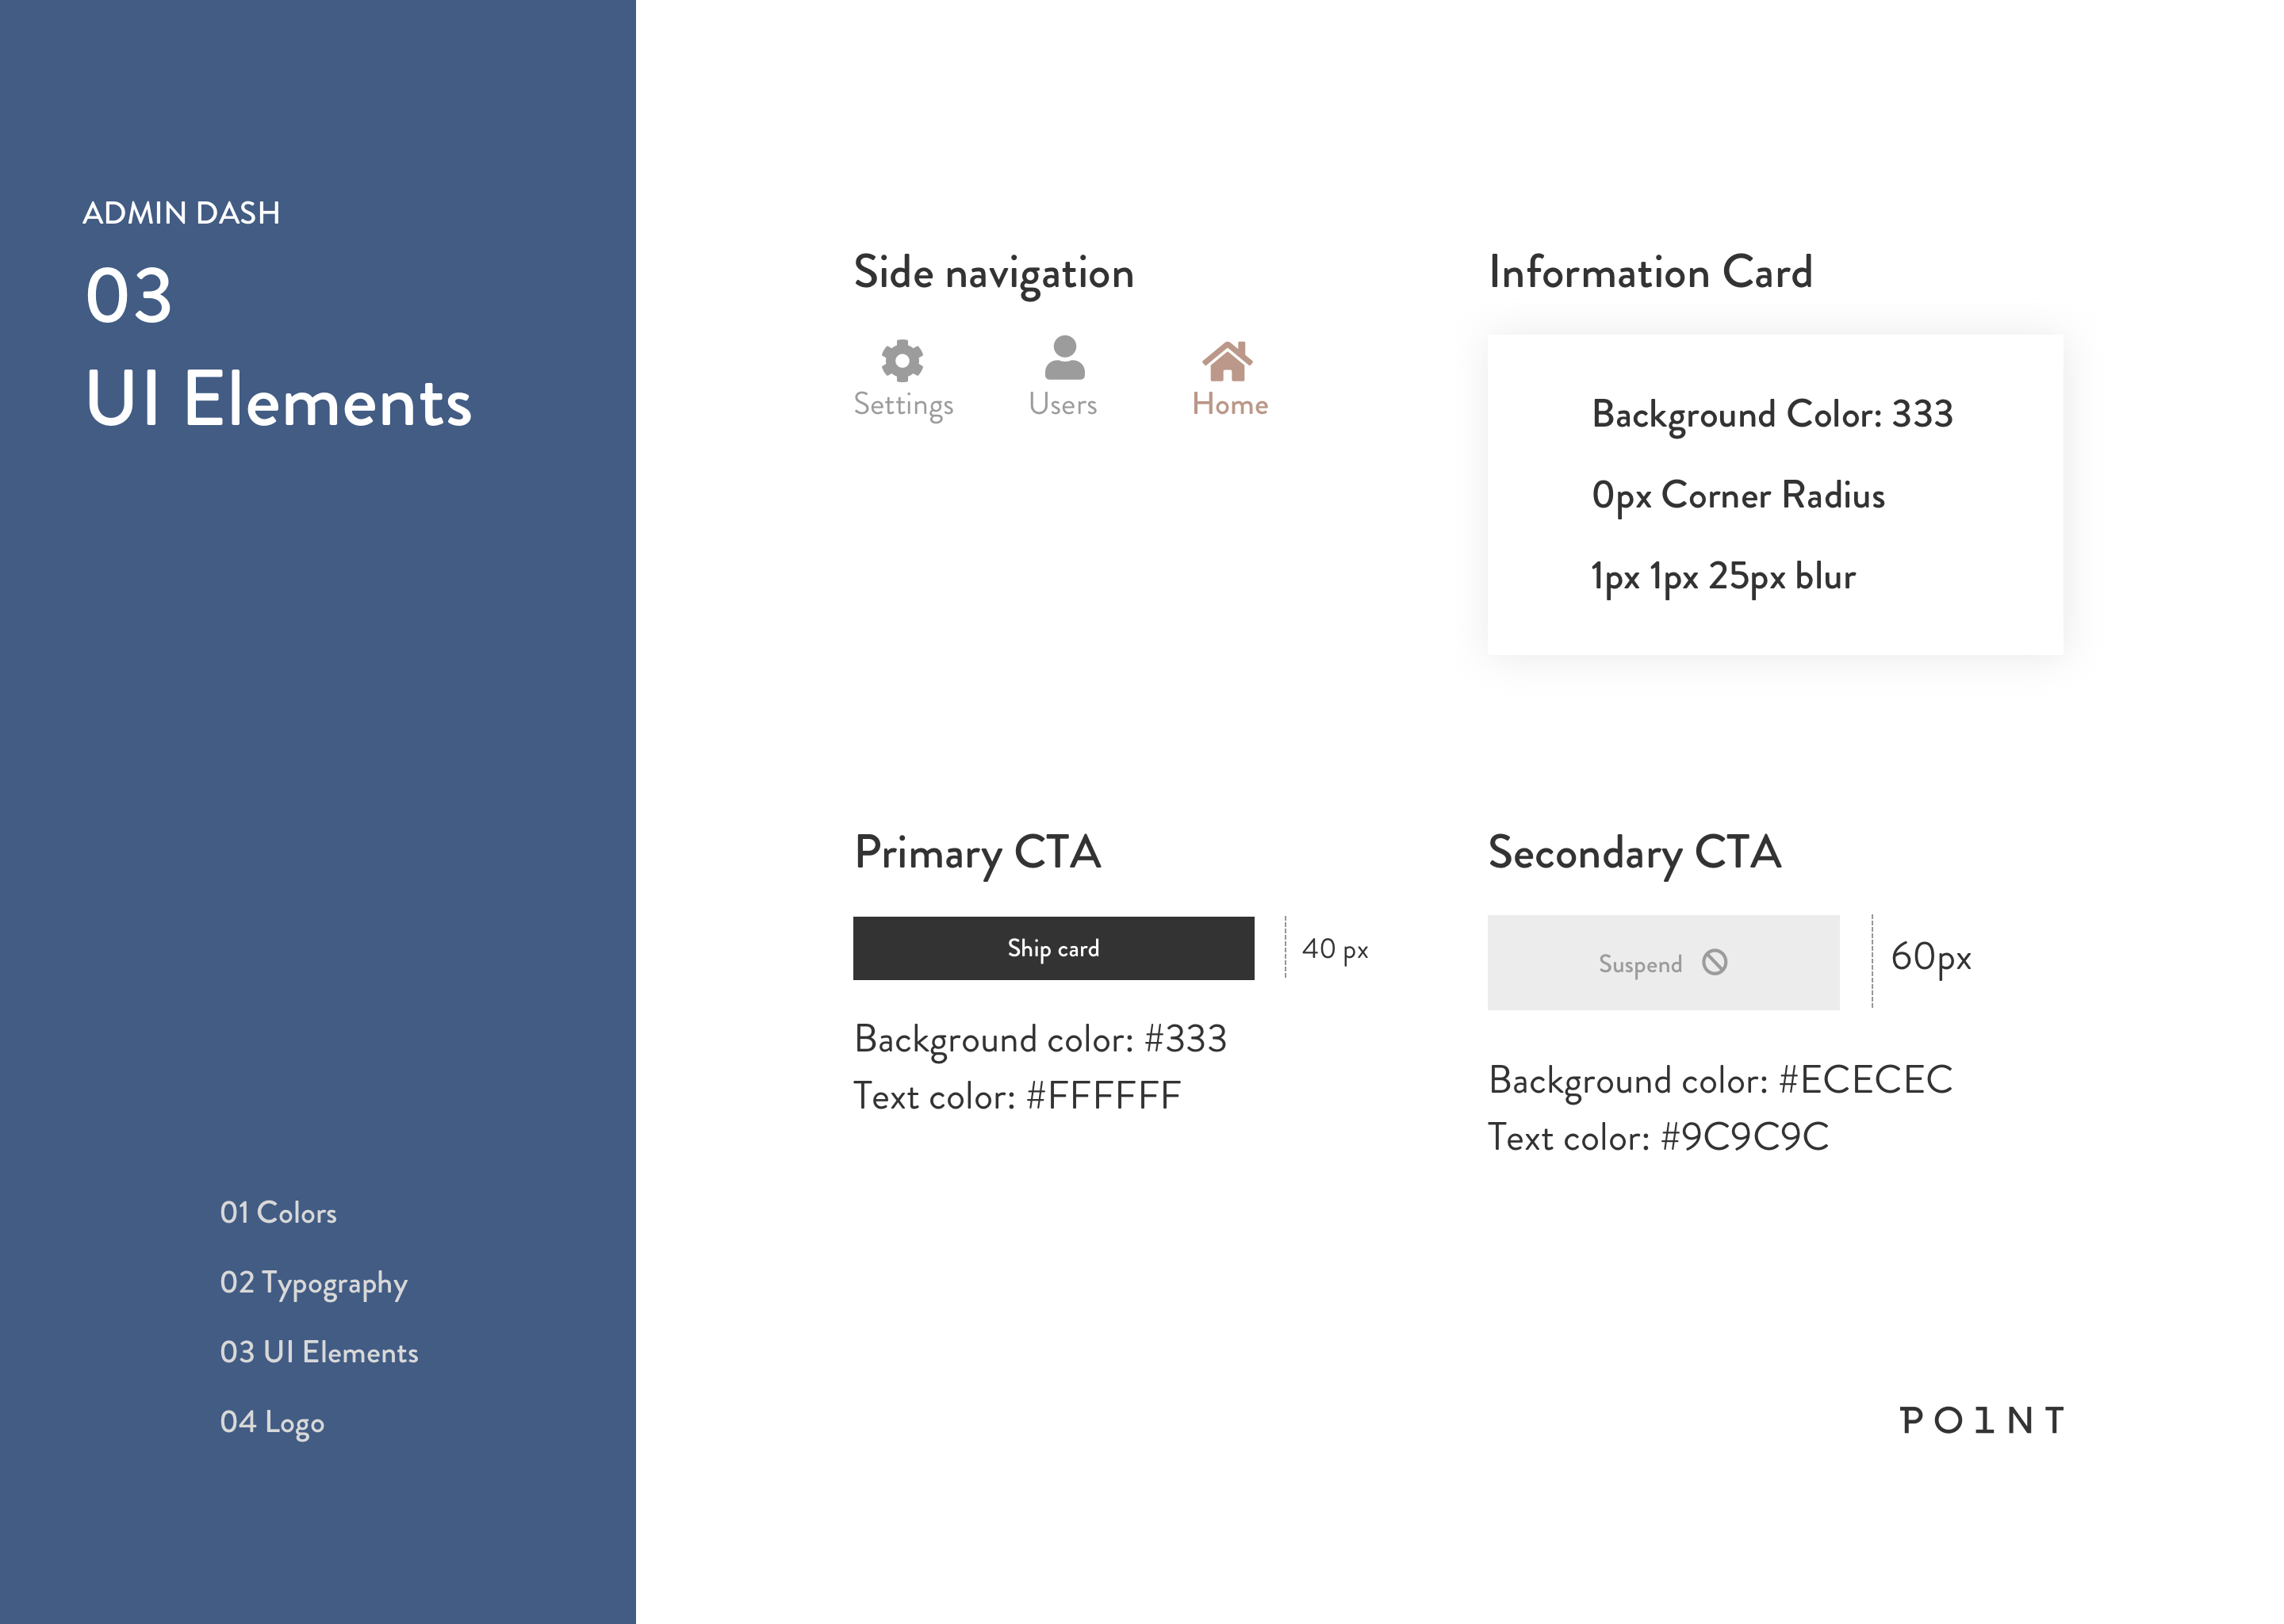 ADMIN DASH
03
UI Elements
01 Colors
02 Typography
03 UI Elements
04 Logo
Side navigation
Settings
Users
Home
Information Card
Background Color: 333
0px Corner Radius
1px 1px 25px blur
Primary CTA
Ship card
40 px
Background color: #333
Text color: #FFFFFF
Secondary CTA
Suspend
60px
Background color: #ECECEC
Text color: #9C9C9C
PO1NT